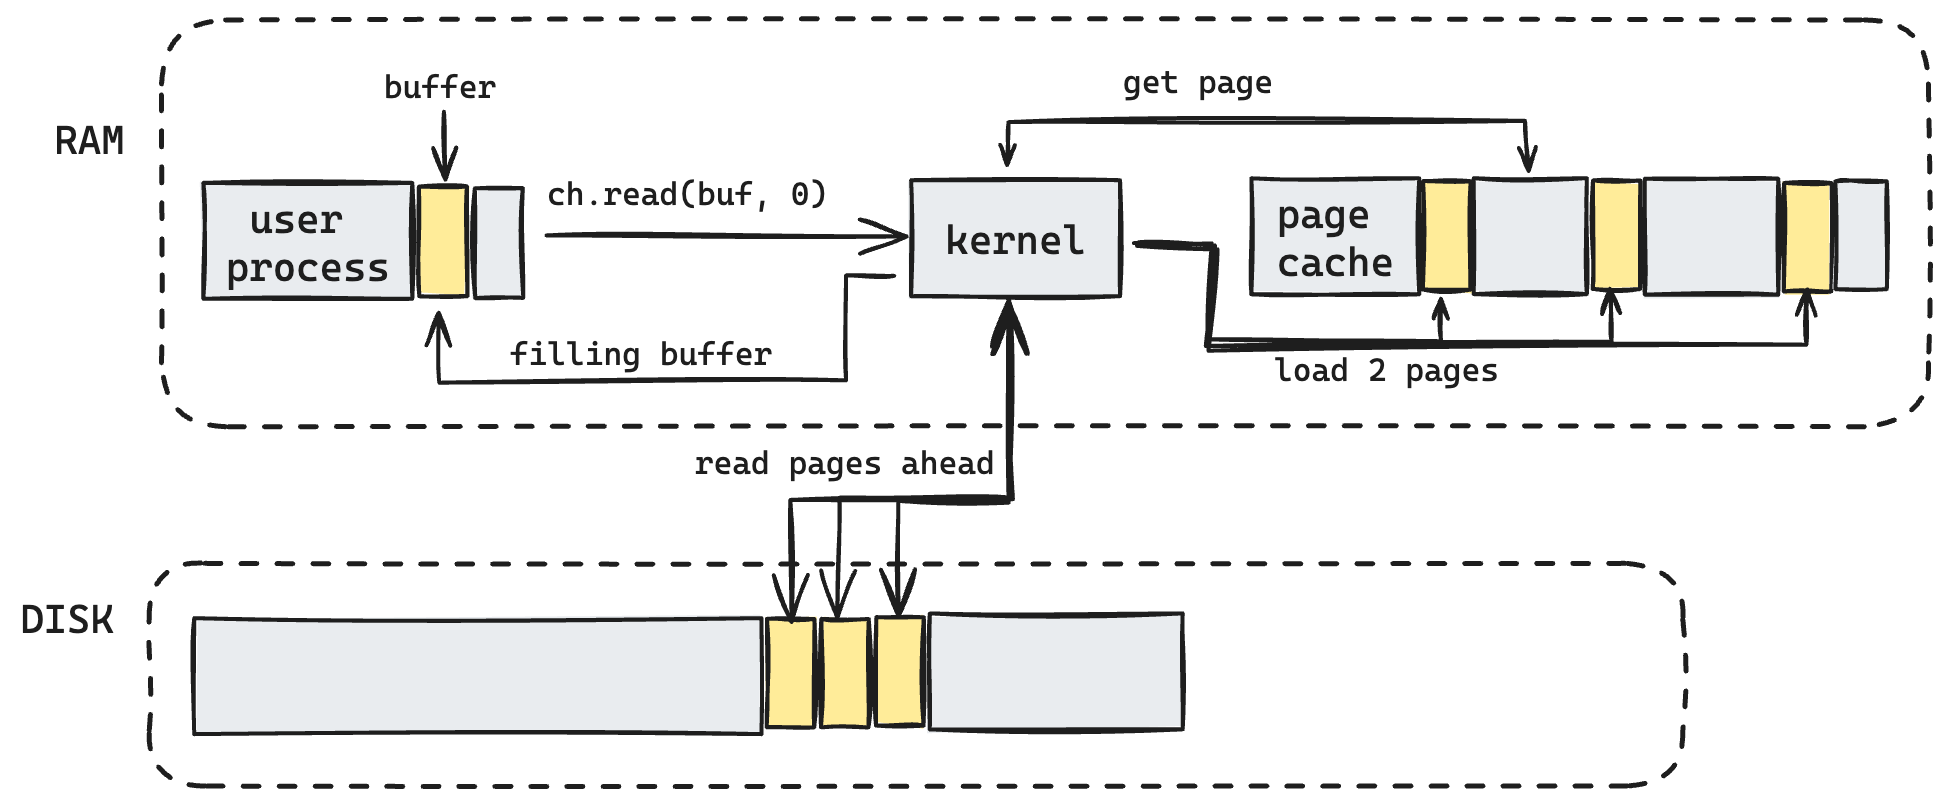 buffer
get page
RAM
ch.read(buf, 0)
user
process
kernel
page
cache
filling buffer
load 2 pages
read pages ahead
DISK